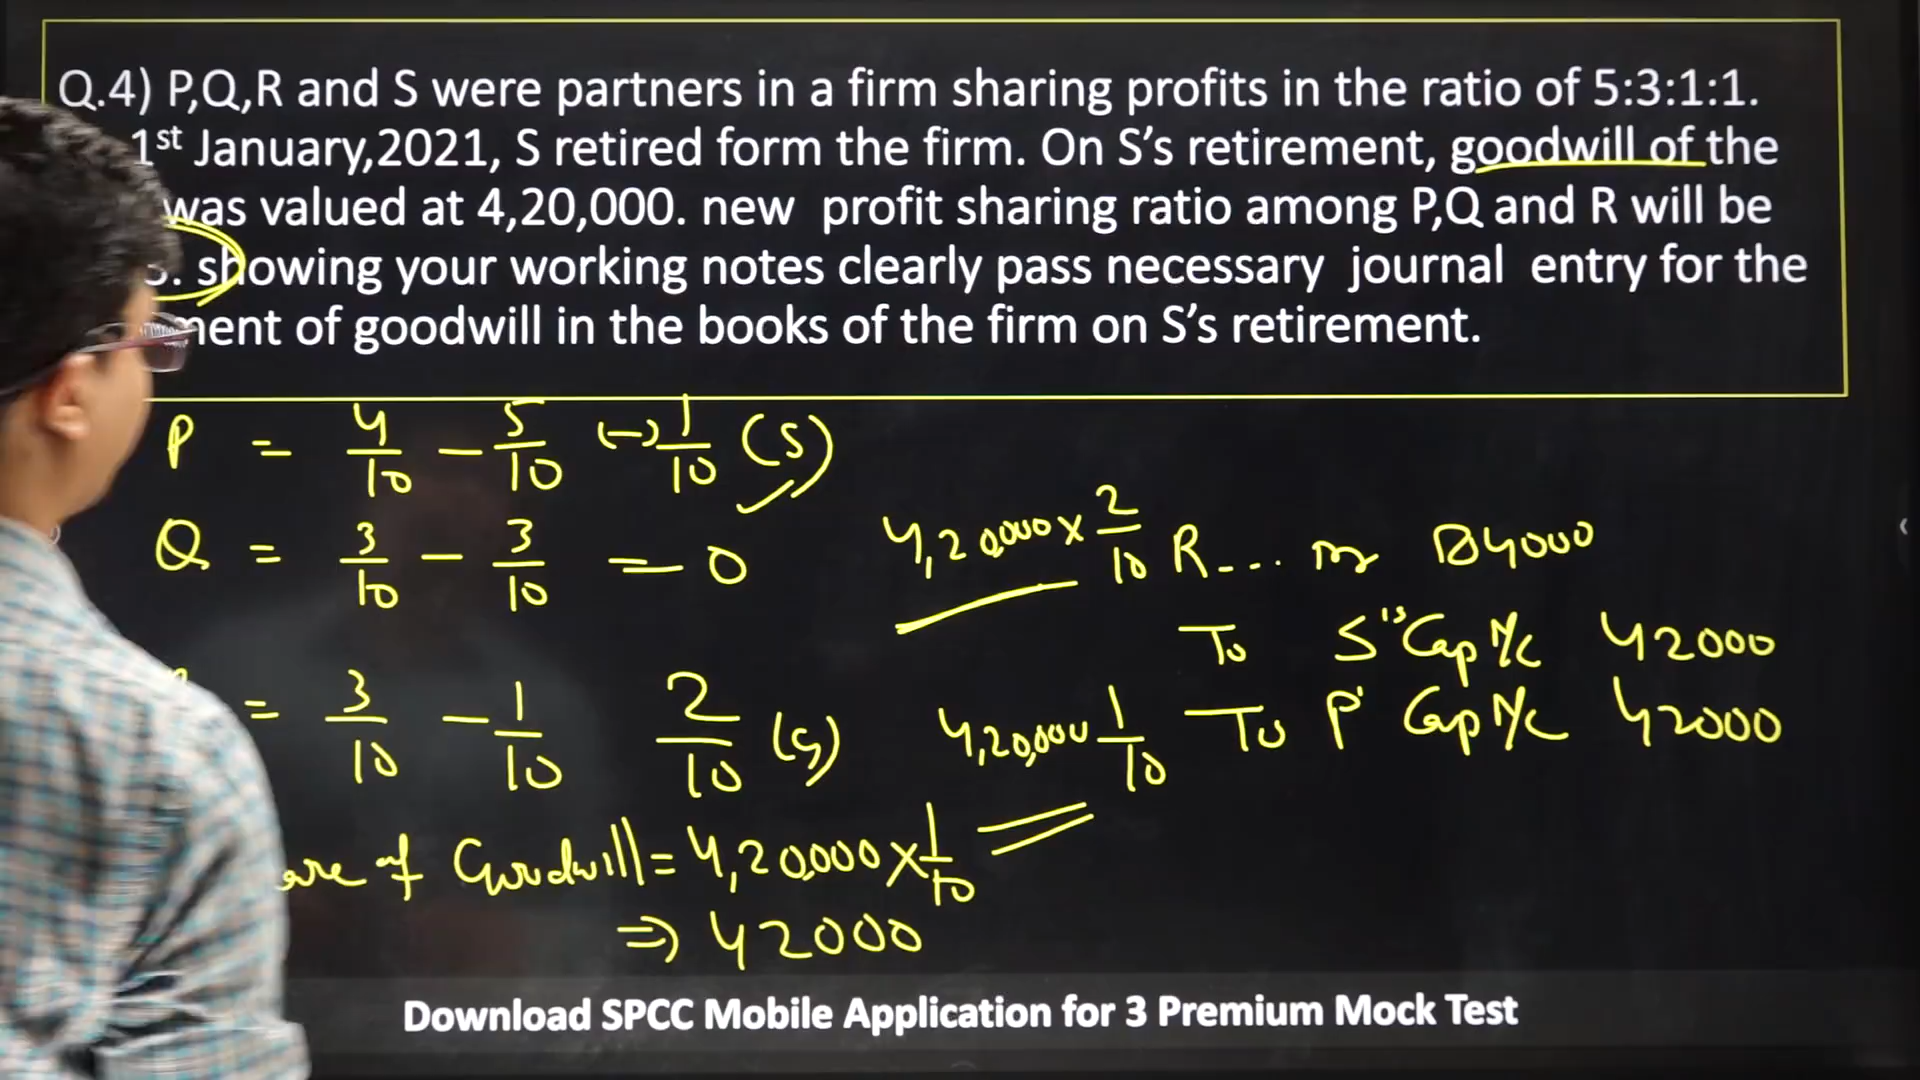 Q.4) P,Q,R and S were partners in a firm sharing profits in the ratio of 5:3:1:1.
1st January,2021, S retired form the firm. On S’s retirement, goodwill of the
was valued at 4,20,000. new profit sharing ratio among P,Q and R will be
3. showing your working notes clearly pass necessary journal entry for the
ment of goodwill in the books of the firm on S’s retirement.
P = 4/10 - 5/10 (-) 1/10 (S)
Q = 3/10 - 3/10 = 0
= 3/10 - 1/10 2/10 (G)
are of Goodwill = 4,20,000 x 1/10
⇒ 42000
4,20,000 x 2/10 R... Dr 84000
To S's Cap A/c 42000
4,20,000 1/10 To P' Cap A/c 42000
Download SPCC Mobile Application for 3 Premium Mock Test